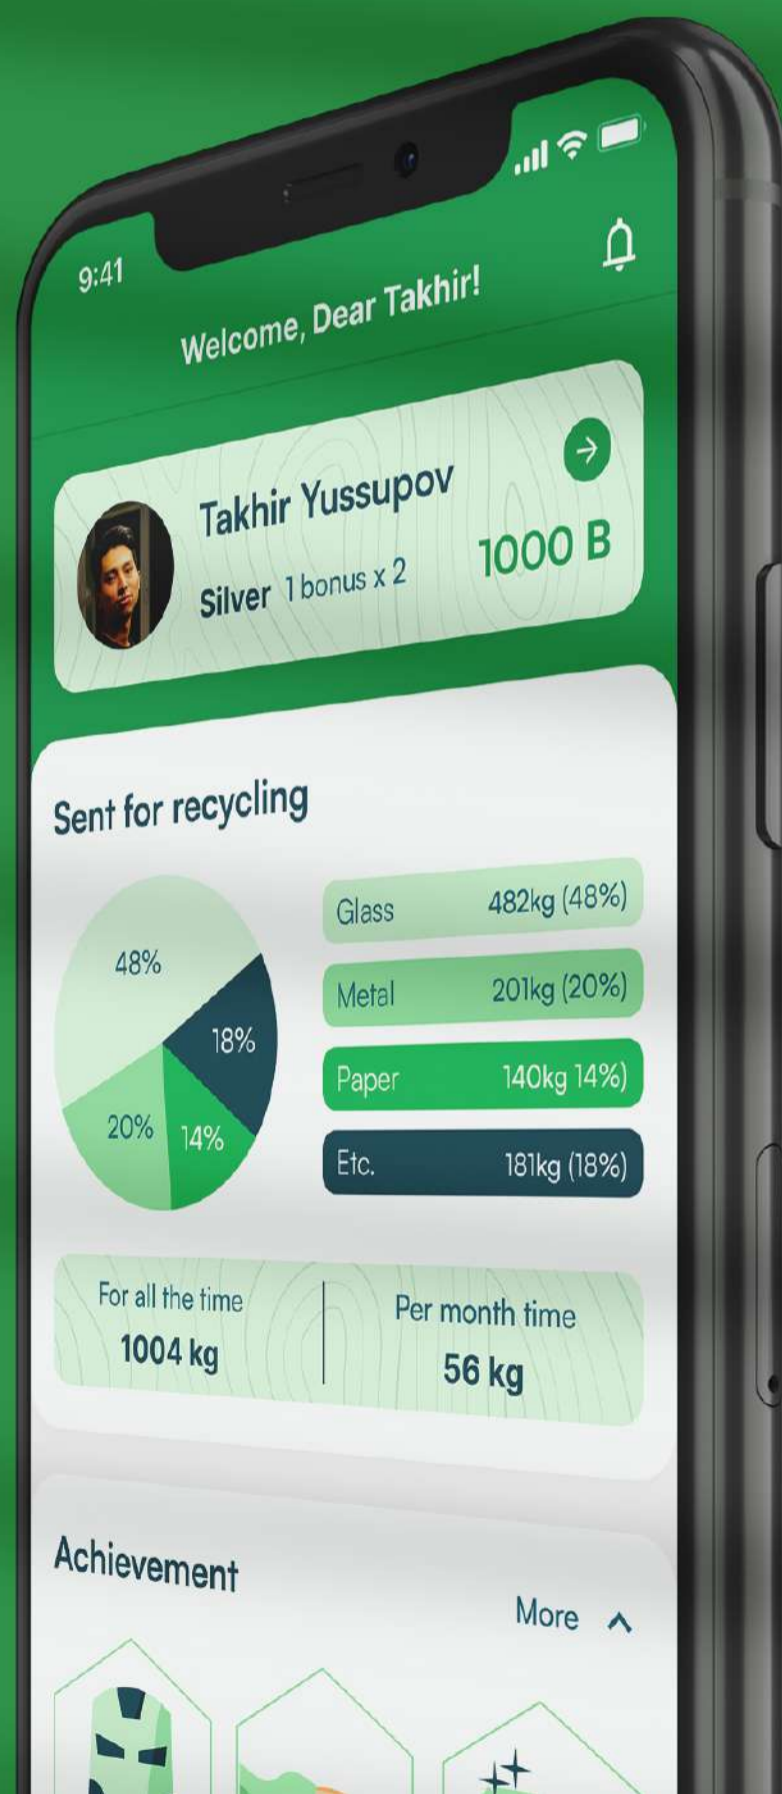 9:41
Welcome, Dear Takhir!
Takhir Yussupov
Silver 1 bonus x 2
1000 B
Sent for recycling
48%
18%
20%
14%
Glass 482kg (48%)
Metal 201kg (20%)
Paper 140kg 14%)
Etc. 181kg (18%)
For all the time
1004 kg
Per month time
56 kg
Achievement
More